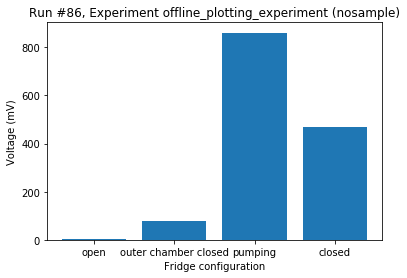 Run #86, Experiment offline_plotting_experiment (nosample)
800
600
400
200
0
Voltage (mV)
open outer chamber closed pumping closed
Fridge configuration